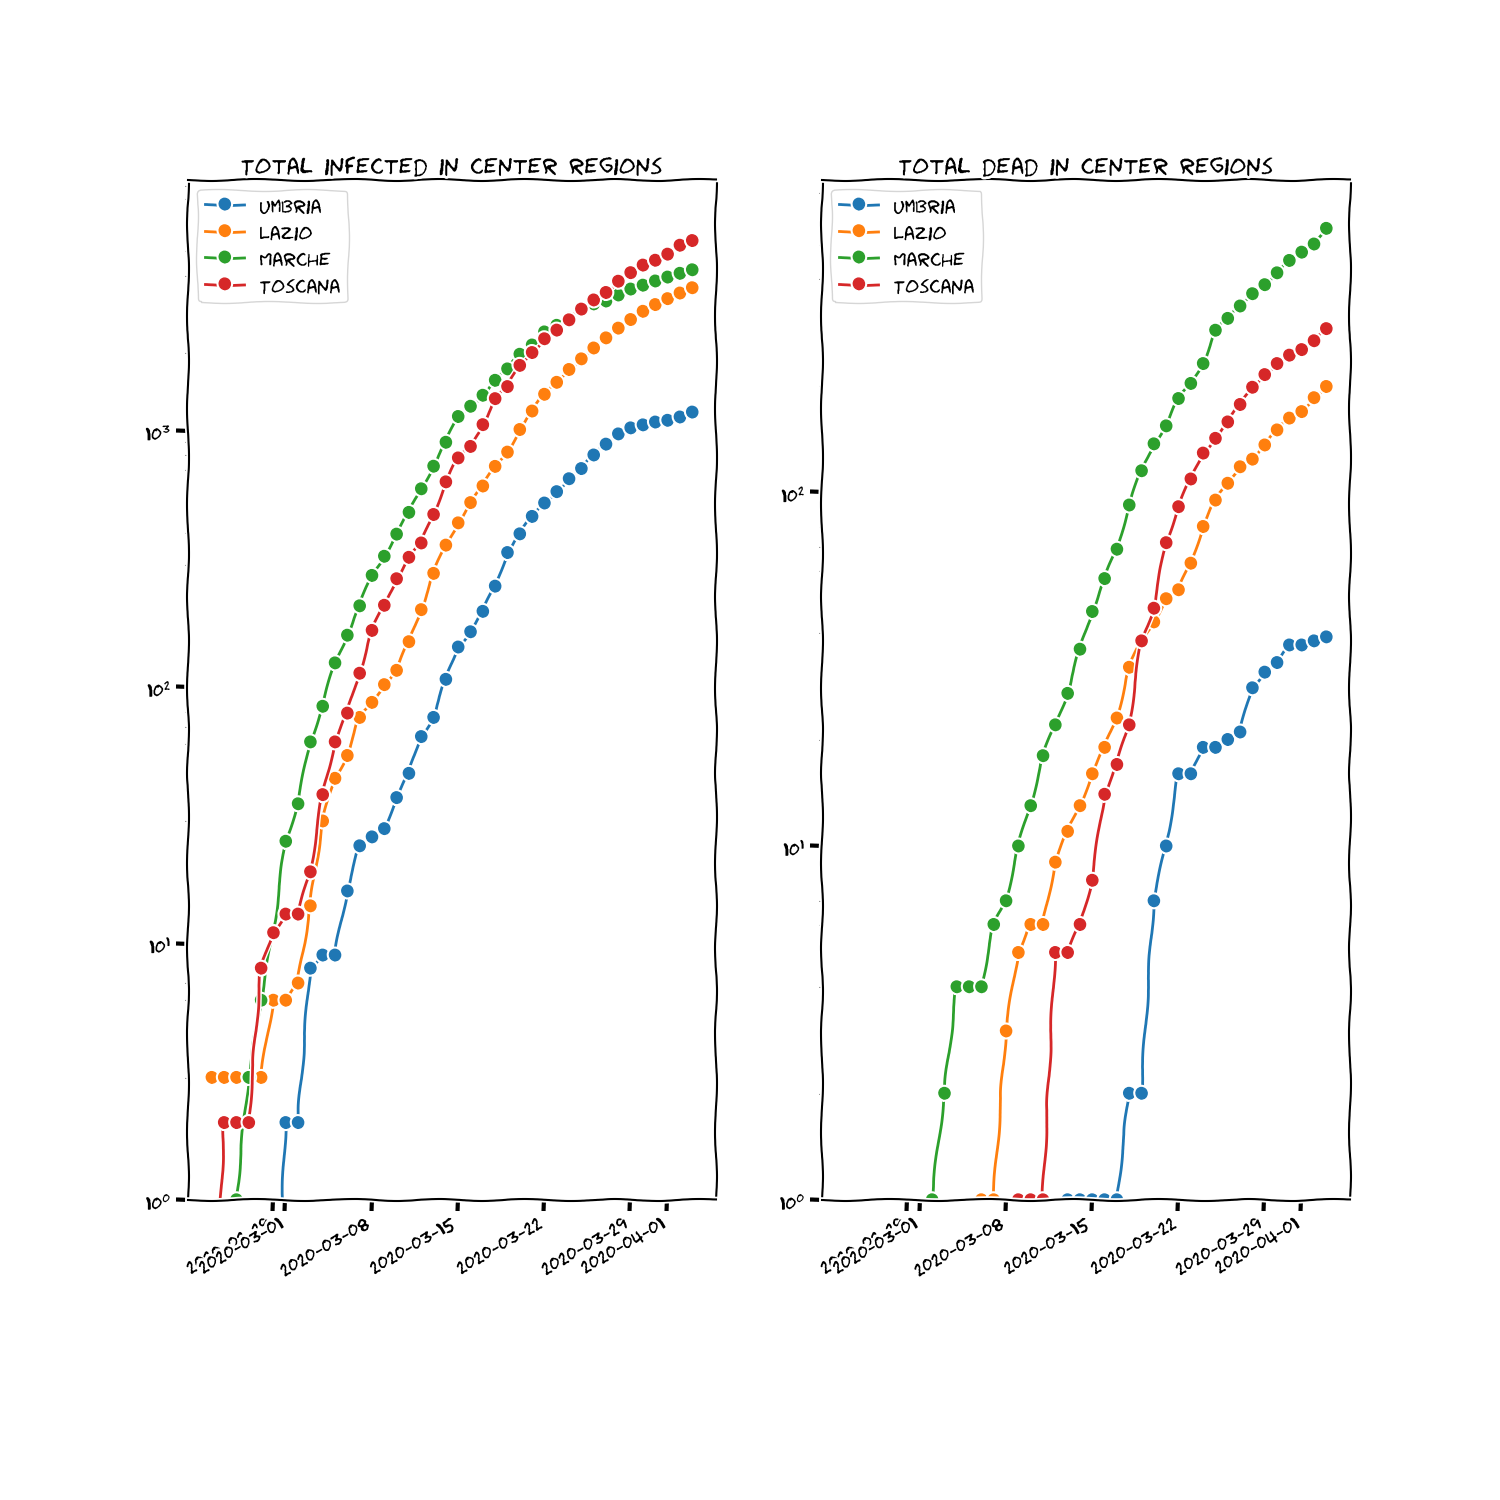 TOTAL INFECTED IN CENTER REGIONS
UMBRIA
LAZIO
MARCHE
TOSCANA
10³
10²
10¹
10⁰
2020-03-01
2020-03-08
2020-03-15
2020-03-22
2020-03-29
2020-04-01
TOTAL DEAD IN CENTER REGIONS
UMBRIA
LAZIO
MARCHE
TOSCANA
10²
10¹
10⁰
2020-03-01
2020-03-08
2020-03-15
2020-03-22
2020-03-29
2020-04-01